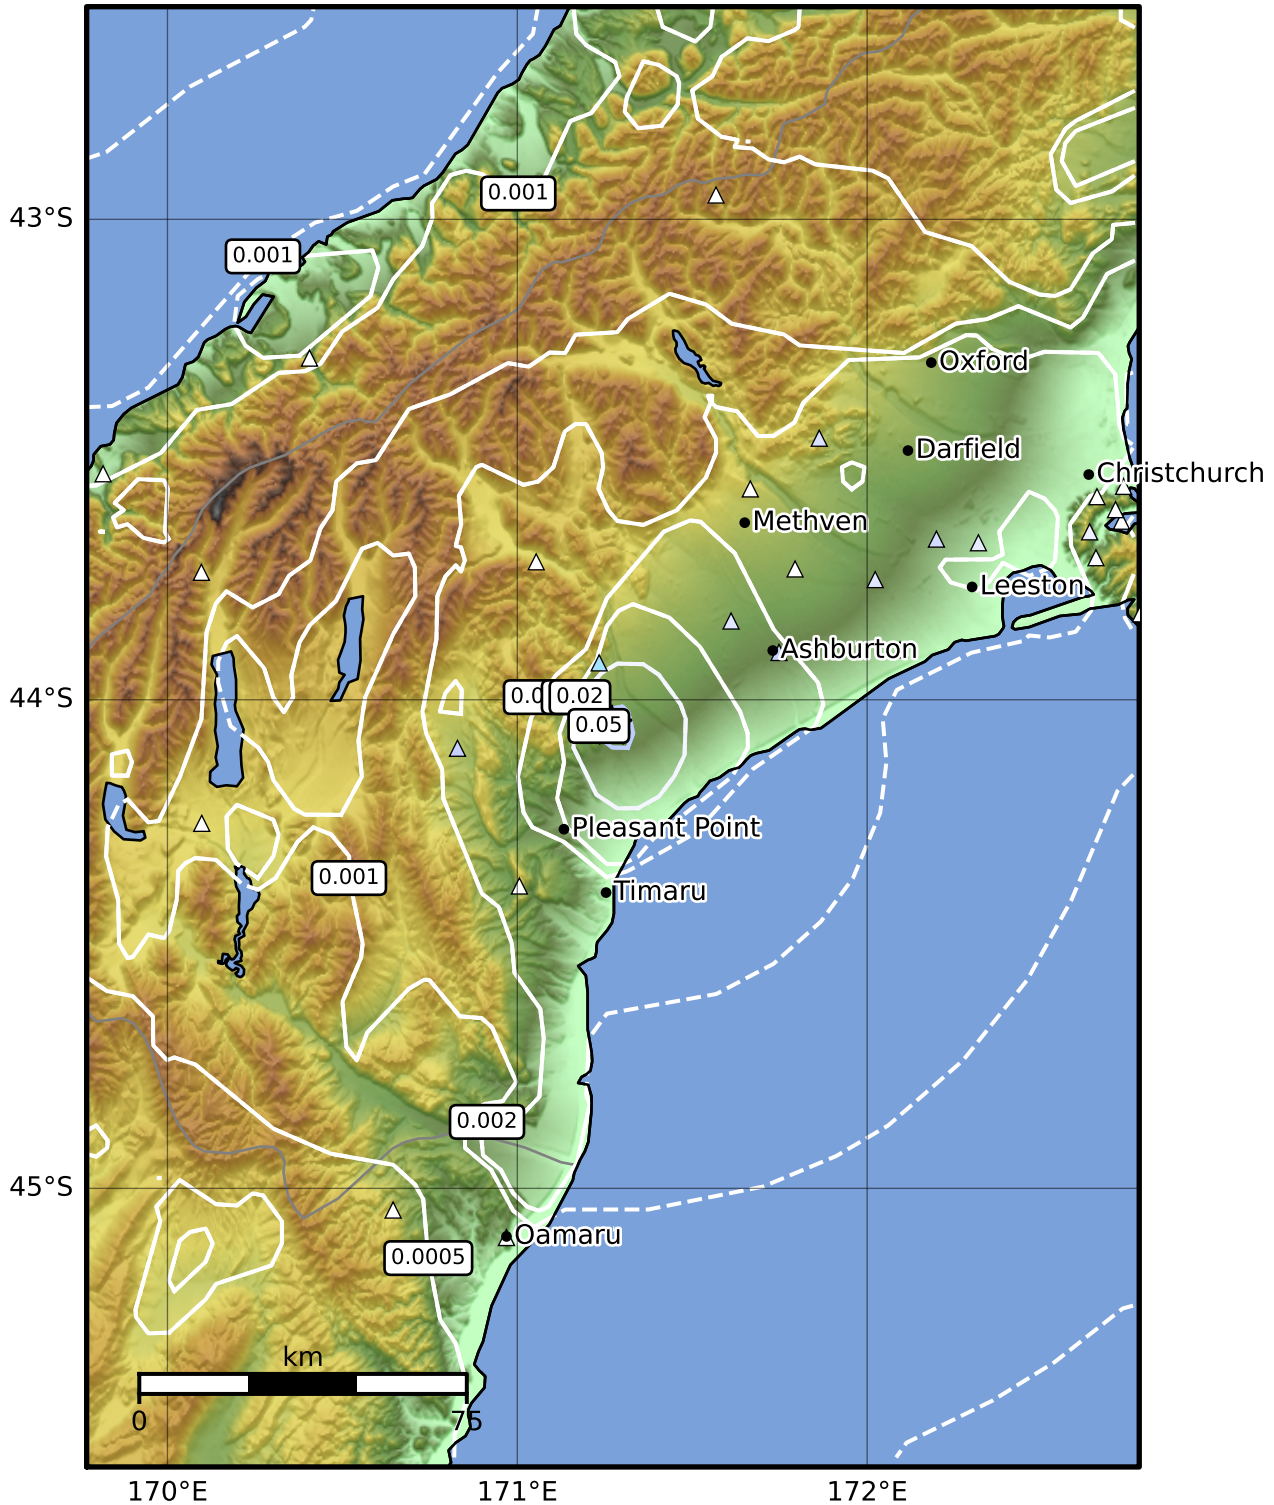 0.001
43°S
0.001
Oxford
Darfield
Christchurch
Methven
Leeston
Ashburton
44°S
0.02
0.05
Pleasant Point
0.001
Timaru
0.002
45°S
Oamaru
0.0005
km
0 75
170°E 171°E 172°E